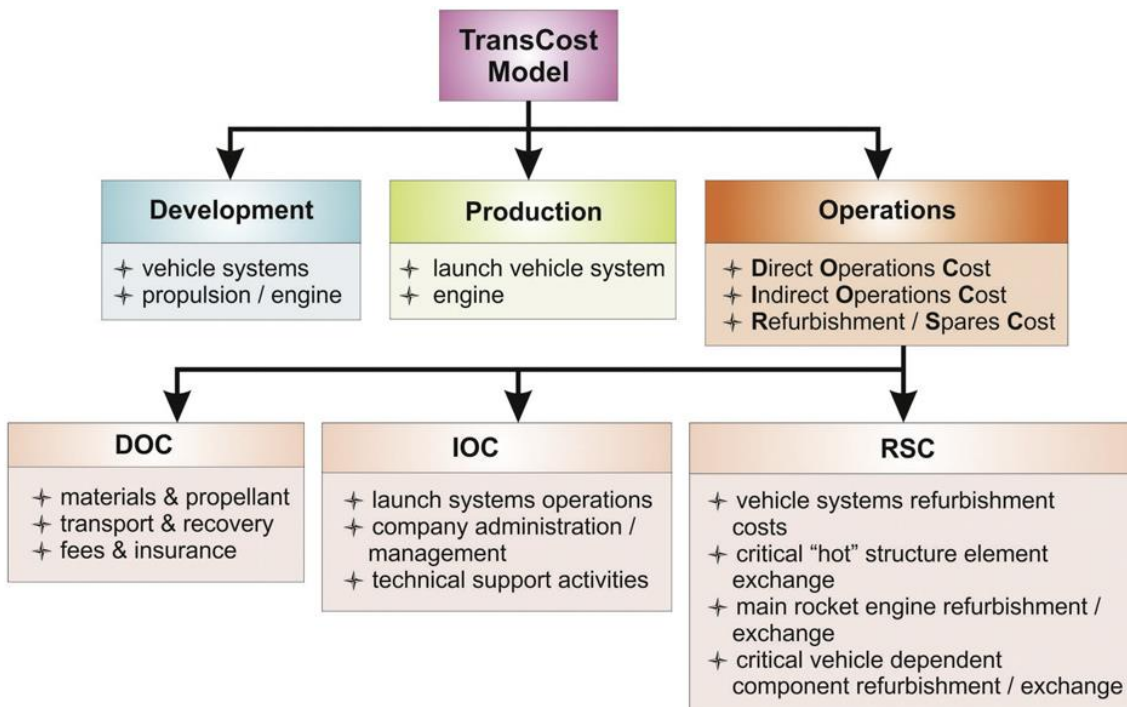 TransCost
Model
Development
vehicle systems
propulsion / engine
Production
launch vehicle system
engine
Operations
Direct Operations Cost
Indirect Operations Cost
Refurbishment / Spares Cost
DOC
materials & propellant
transport & recovery
fees & insurance
IOC
launch systems operations
company administration /
management
technical support activities
RSC
vehicle systems refurbishment
costs
critical “hot” structure element
exchange
main rocket engine refurbishment /
exchange
critical vehicle dependent
component refurbishment / exchange